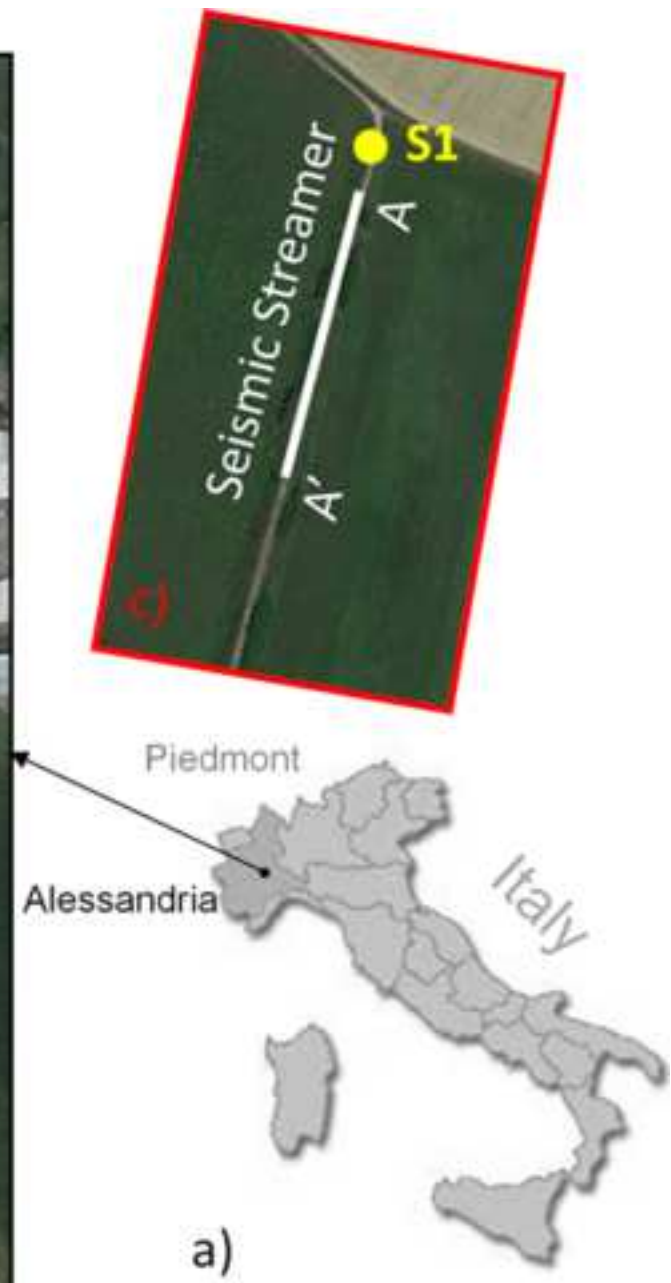 S1
Seismic Streamer
A
A'
c)
Piedmont
Alessandria
Italy
a)